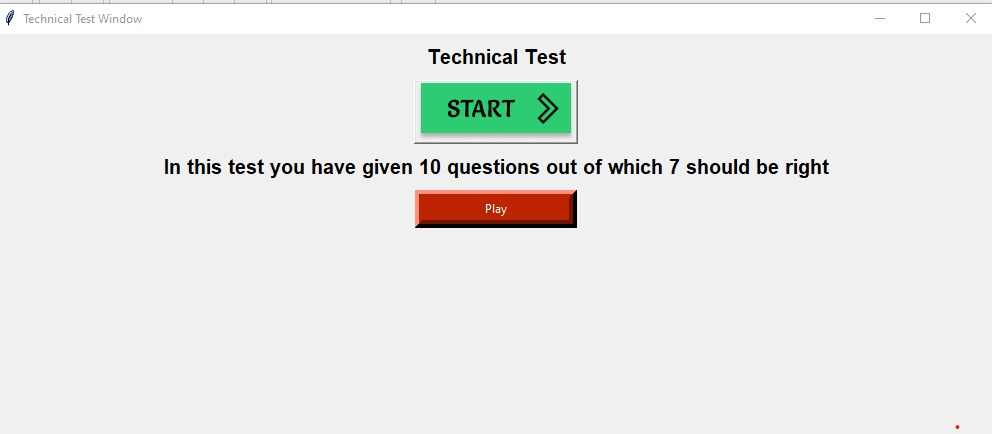 Technical Test Window
Technical Test
START
In this test you have given 10 questions out of which 7 should be right
Play